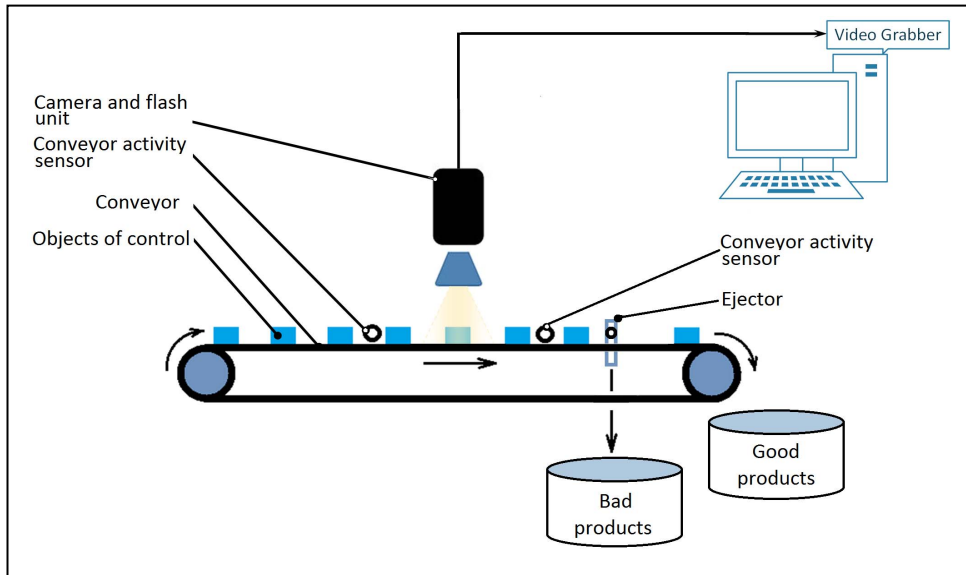 Video Grabber
Camera and flash
unit
Conveyor activity
sensor
Conveyor
Objects of control
Conveyor activity
sensor
Ejector
Good
products
Bad
products